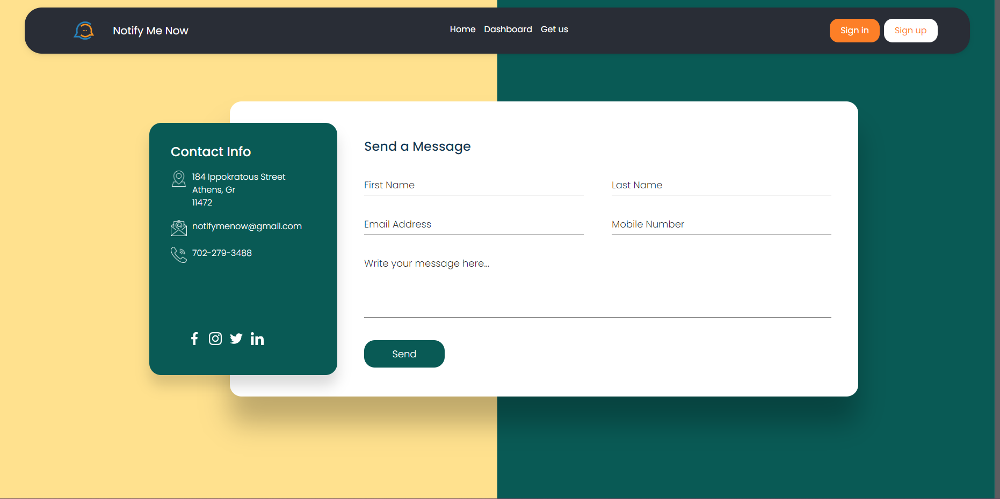 Notify Me Now
Home
Dashboard
Get us
Sign in
Sign up
Contact Info
184 Ippokratous Street
Athens, Gr
11472
notifymenow@gmail.com
702-279-3488
Send a Message
First Name
Last Name
Email Address
Mobile Number
Write your message here...
Send